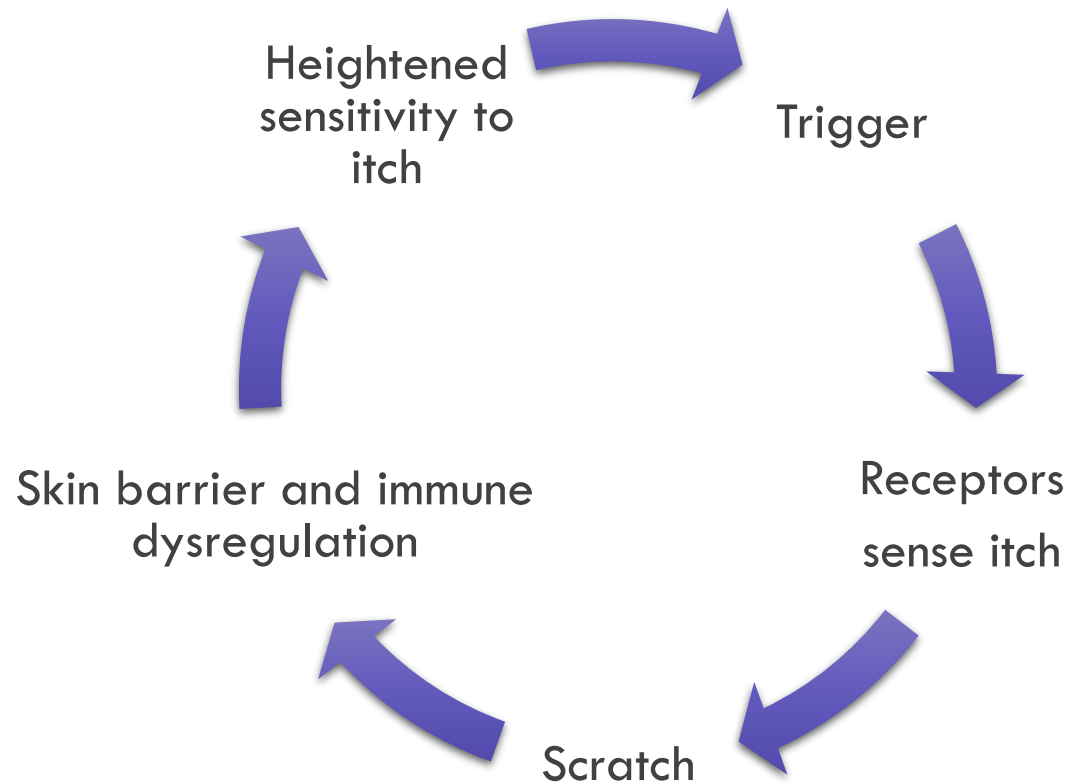 Heightened
sensitivity to
itch
Trigger
Receptors
sense itch
Scratch
Skin barrier and immune
dysregulation